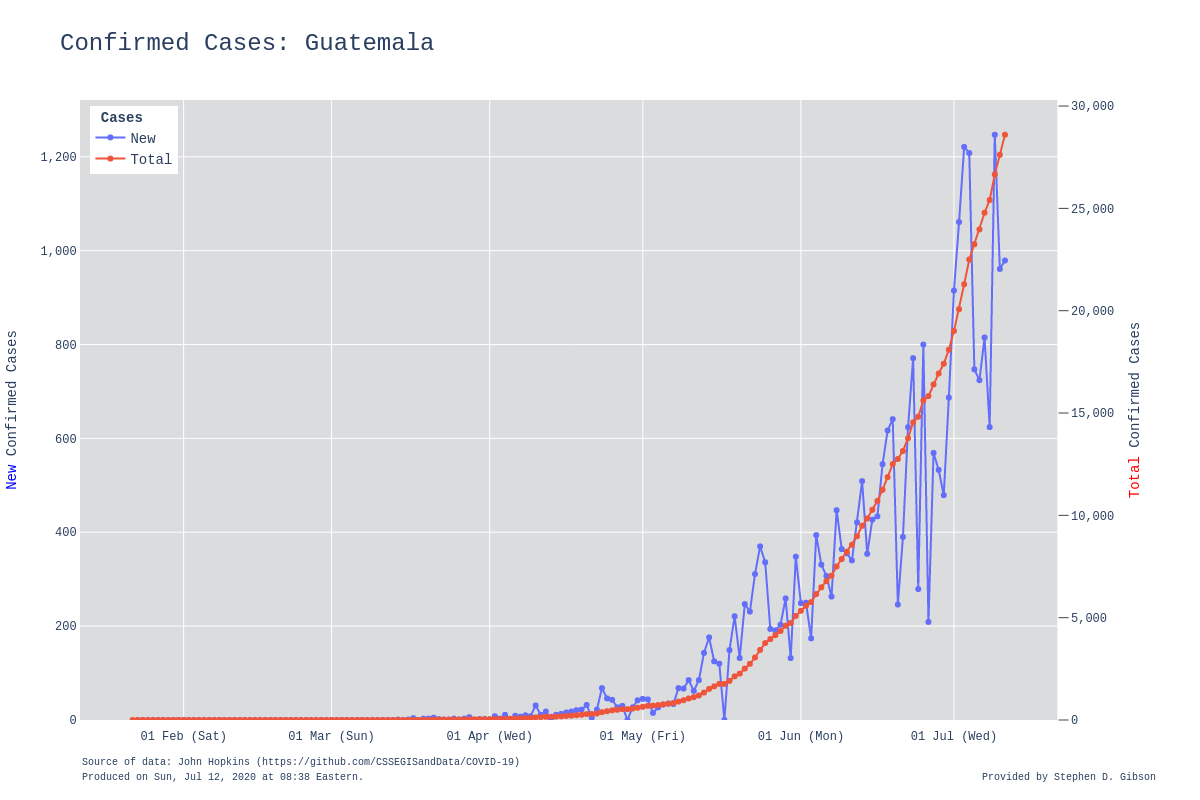 Confirmed Cases: Guatemala
Cases
New
Total
1,200
1,000
800
600
400
200
0
30,000
25,000
20,000
15,000
10,000
5,000
0
New Confirmed Cases
Total Confirmed Cases
01 Feb (Sat)
01 Mar (Sun)
01 Apr (Wed)
01 May (Fri)
01 Jun (Mon)
01 Jul (Wed)
Source of data: John Hopkins (https://github.com/CSSEGISandData/COVID-19)
Produced on Sun, Jul 12, 2020 at 08:38 Eastern.
Provided by Stephen D. Gibson